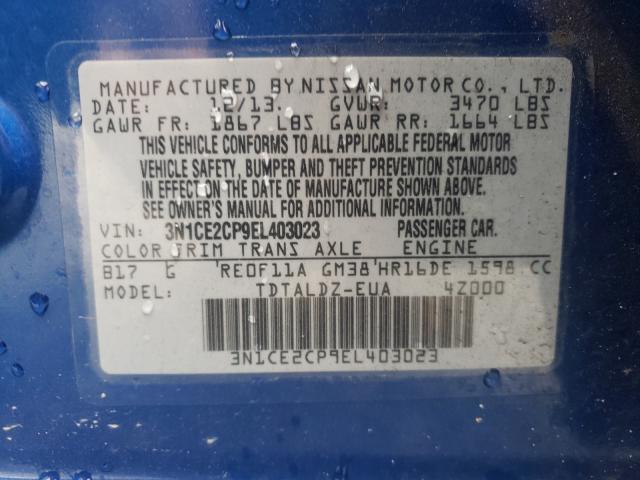 MANUFACTURED BY NISSAN MOTOR CO., LTD.
DATE: 12/13 GVWR: 3470 LBS
GAWR FR: 1867 LBS GAWR RR: 1664 LBS
THIS VEHICLE CONFORMS TO ALL APPLICABLE FEDERAL MOTOR
VEHICLE SAFETY, BUMPER AND THEFT PREVENTION STANDARDS
IN EFFECT ON THE DATE OF MANUFACTURE SHOWN ABOVE.
SEE OWNER'S MANUAL FOR ADDITIONAL INFORMATION.
VIN: 3N1CE2CP9EL403023 PASSENGER CAR.
COLOR TRIM TRANS AXLE ENGINE
B17 G 'RE0F11A GM38'HR16DE 1598 CC
MODEL: TDTALDZ-EUA 4Z000
3N1CE2CP9EL403023